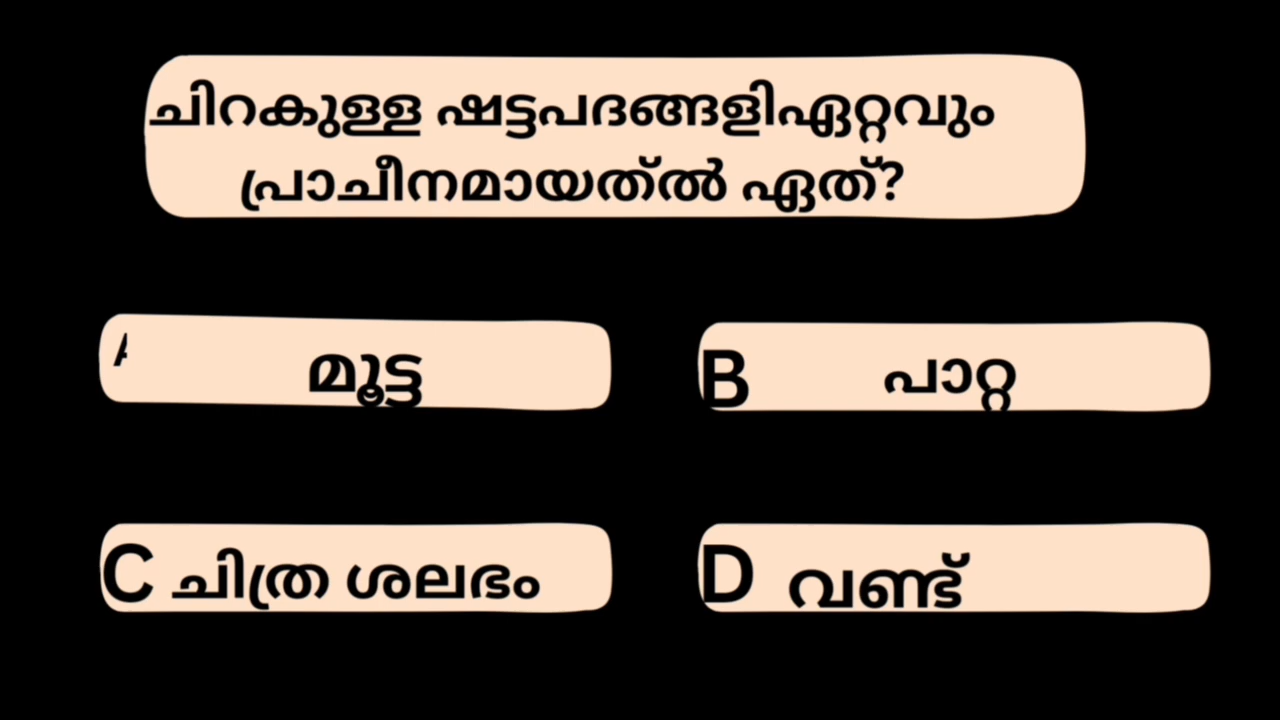 ചിറകുള്ള ഷട്ടപദങ്ങളിഏറ്റവും
പ്രാചീനമായത്ൽ ഏത്?
A മൂട്ട
B പാറ്റ
C ചിത്ര ശലഭം
D വണ്ട്